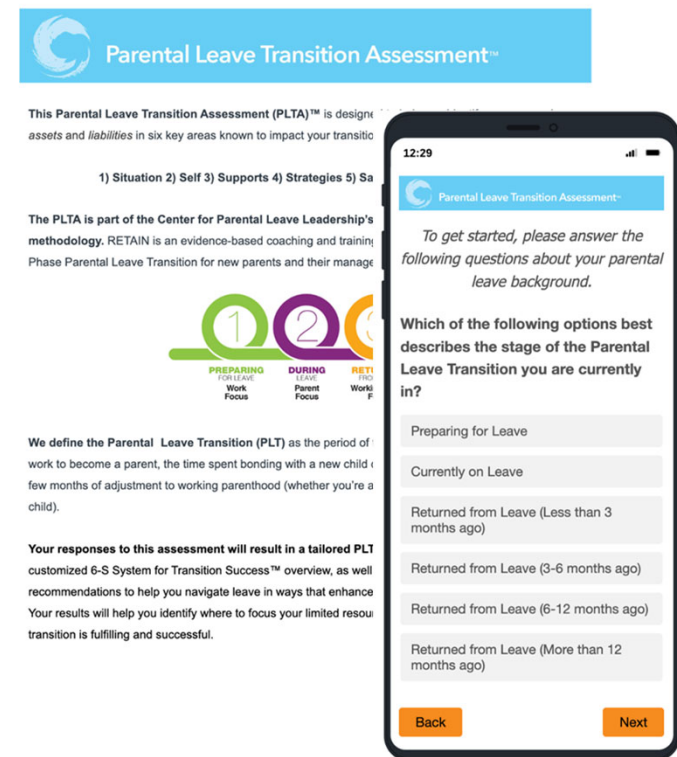 Parental Leave Transition Assessment™
This Parental Leave Transition Assessment (PLTA)™ is
assets and liabilities in six key areas known to impact your
1) Situation 2) Self 3) Supports 4) Strategies 5)
The PLTA is part of the Center for Parental Leave Leadership's
methodology. RETAIN is an evidence-based coaching and
Phase Parental Leave Transition for new parents and their
1
2
PREPARING
FOR LEAVE
Work
Focus
DURING
LEAVE
Parent
Focus
We define the Parental Leave Transition (PLT) as the period of
work to become a parent, the time spent bonding with a new child
few months of adjustment to working parenthood (whether you're
child).
Your responses to this assessment will result in a tailored
customized 6-S System for Transition Success™ overview, as well
recommendations to help you navigate leave in ways that enhance
Your results will help you identify where to focus your limited
transition is fulfilling and successful.
12:29
Parental Leave Transition Assessment™
To get started, please answer the
following questions about your parental
leave background.
Which of the following options best
describes the stage of the Parental
Leave Transition you are currently
in?
Preparing for Leave
Currently on Leave
Returned from Leave (Less than 3
months ago)
Returned from Leave (3-6 months ago)
Returned from Leave (6-12 months ago)
Returned from Leave (More than 12
months ago)
Back
Next